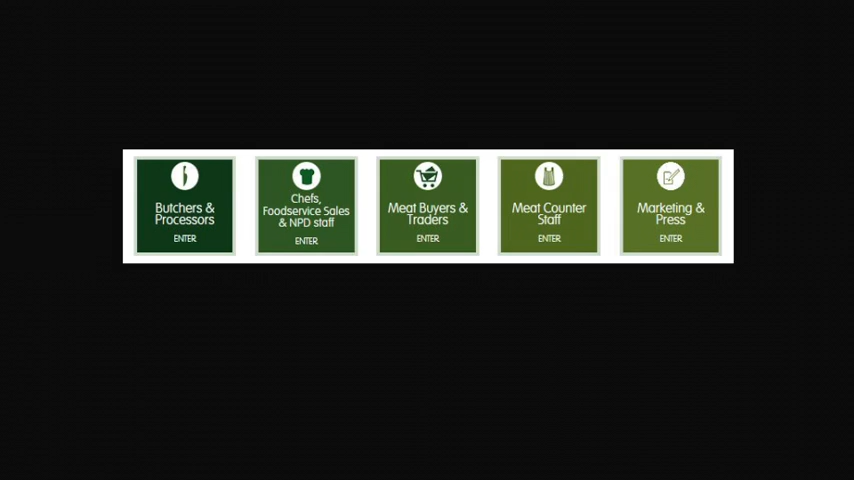 Butchers &
Processors
ENTER
Chefs,
Foodservice Sales
& NPD staff
ENTER
Meat Buyers &
Traders
ENTER
Meat Counter
Staff
ENTER
Marketing &
Press
ENTER